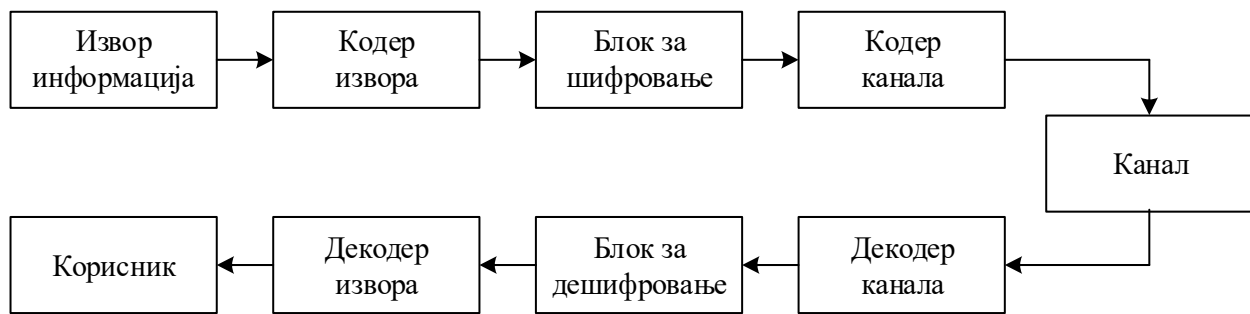 Извор
информација
Кодер
извора
Блок за
шифровање
Кодер
канала
Канал
Корисник
Декодер
извора
Блок за
дешифровање
Декодер
канала